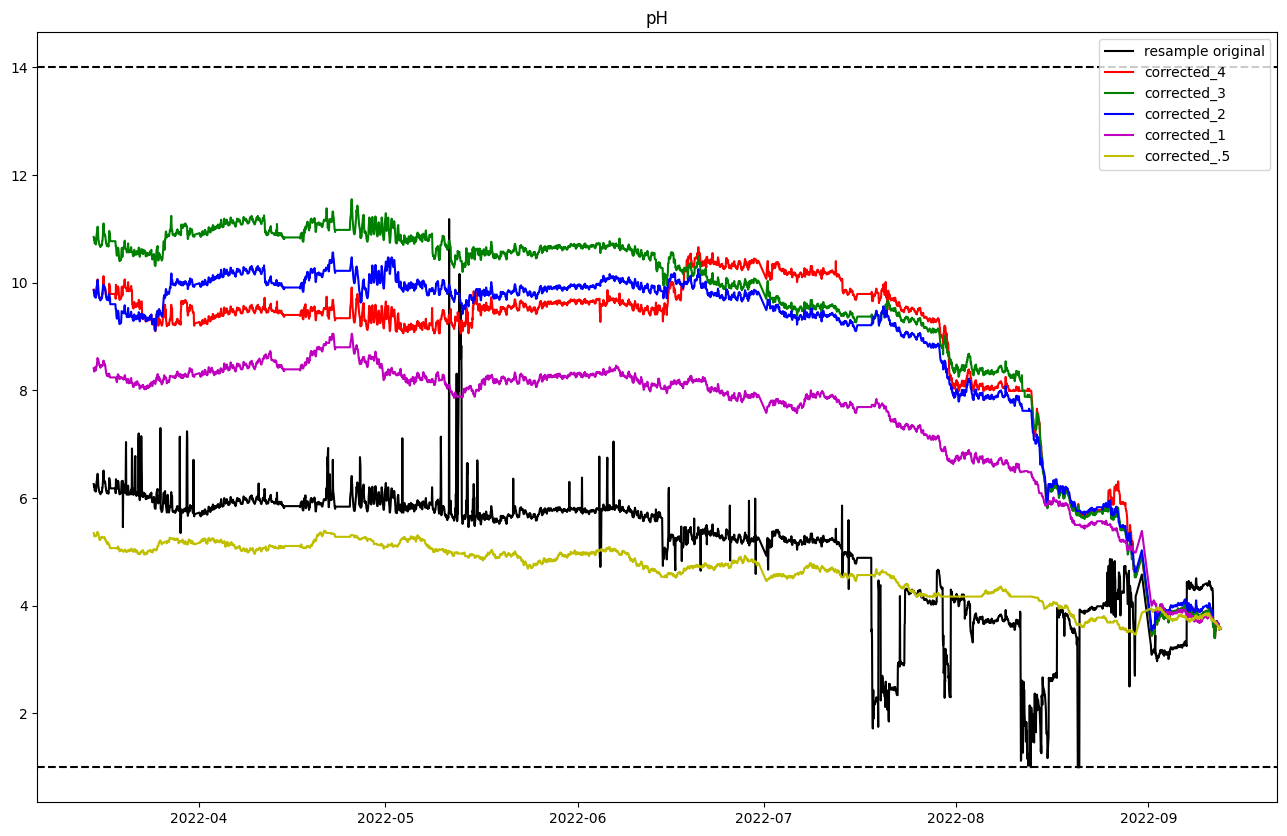 pH
14
12
10
8
6
4
2
resample original
corrected_4
corrected_3
corrected_2
corrected_1
corrected_.5
2022-04
2022-05
2022-06
2022-07
2022-08
2022-09